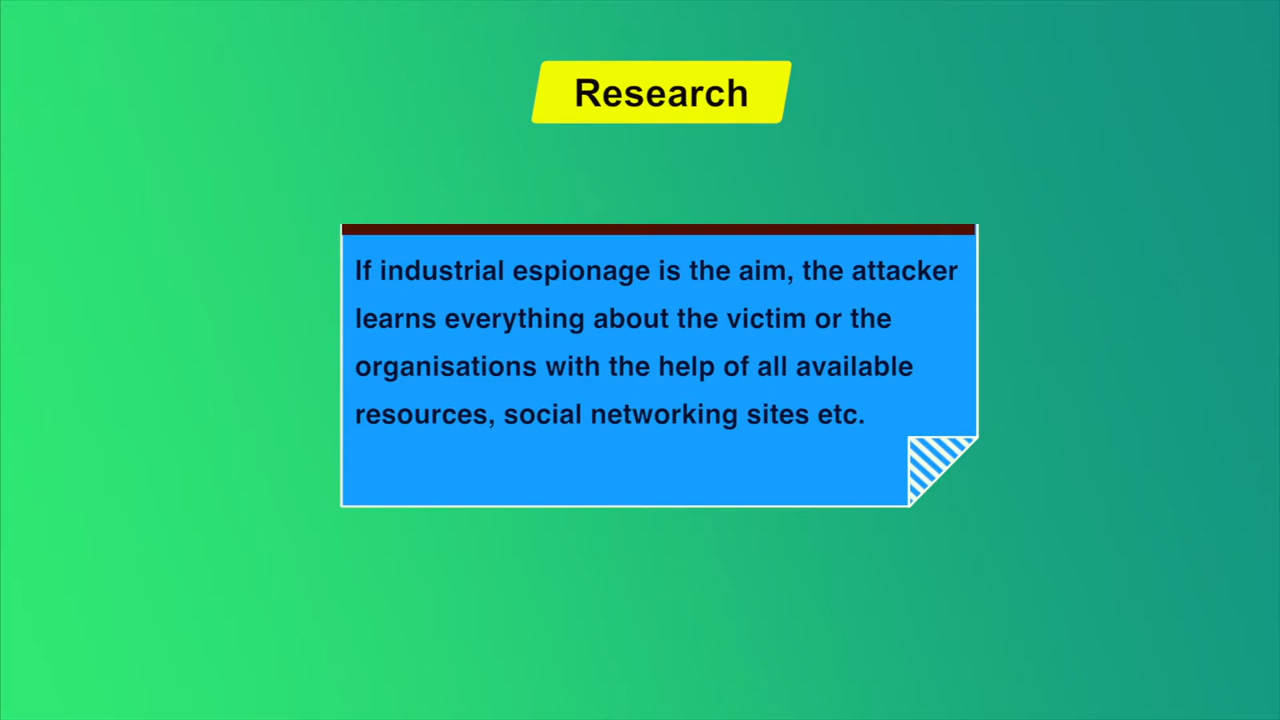 Research
If industrial espionage is the aim, the attacker
learns everything about the victim or the
organisations with the help of all available
resources, social networking sites etc.